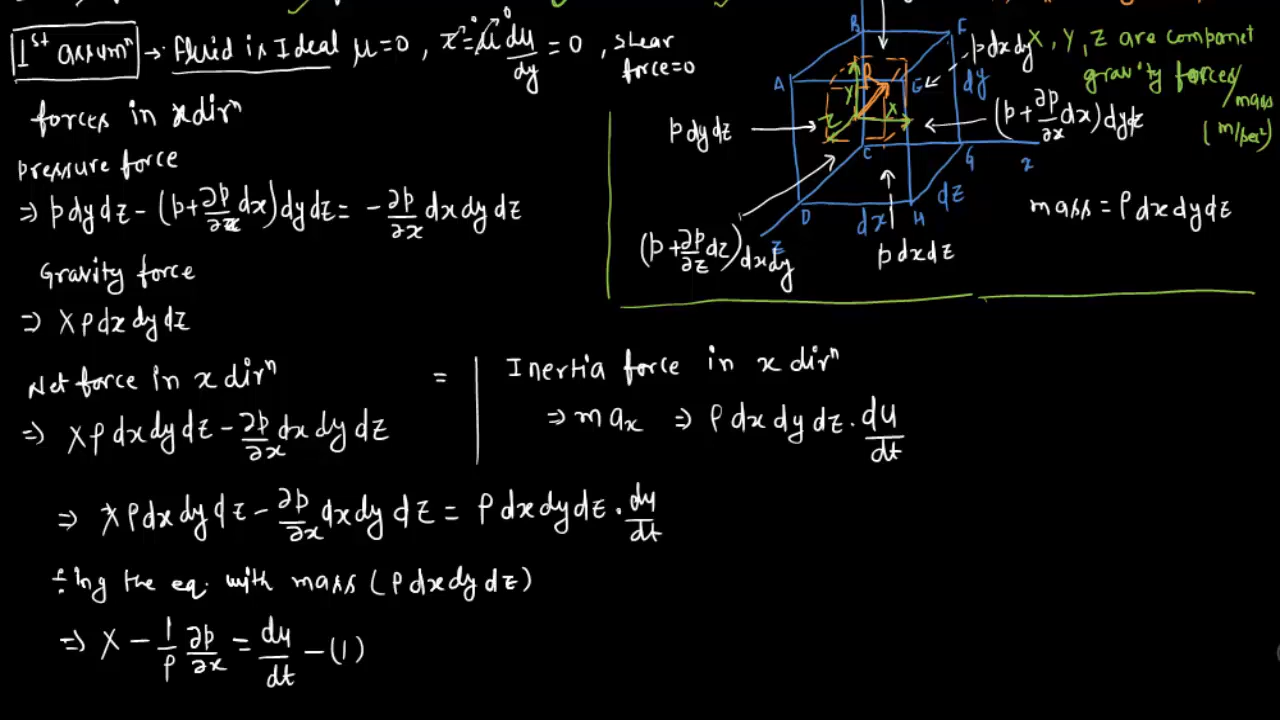 1st assumn → fluid is Ideal μ=0 , τ=μ du/dy = 0 , shear force=0
forces in x dirn
pressure force
⇒ p dy dz - (p+∂p/∂x dx) dy dz = - ∂p/∂x dx dy dz
Gravity force
⇒ Xρ dx dy dz
Net force in x dirn = Inertia force in x dirn
⇒ Xρ dx dy dz - ∂p/∂x dx dy dz
⇒ m ax ⇒ ρ dx dy dz . du/dt
⇒ Xρ dx dy dz - ∂p/∂x dx dy dz = ρ dx dy dz . du/dt
÷ing the eq. with mass (ρ dx dy dz)
⇒ X - 1/ρ ∂p/∂x = du/dt - (1)
B
F
A
E
C
G
D
H
Y
X
Z
x
z
dx
dy
dz
p dy dz
p dx dy
(p+∂p/∂x dx) dy dz
(p+∂p/∂z dz) dx dy
p dx dz
X, Y, Z are componet
gravity forces/
mass
(m/sec²)
mass = ρ dx dy dz